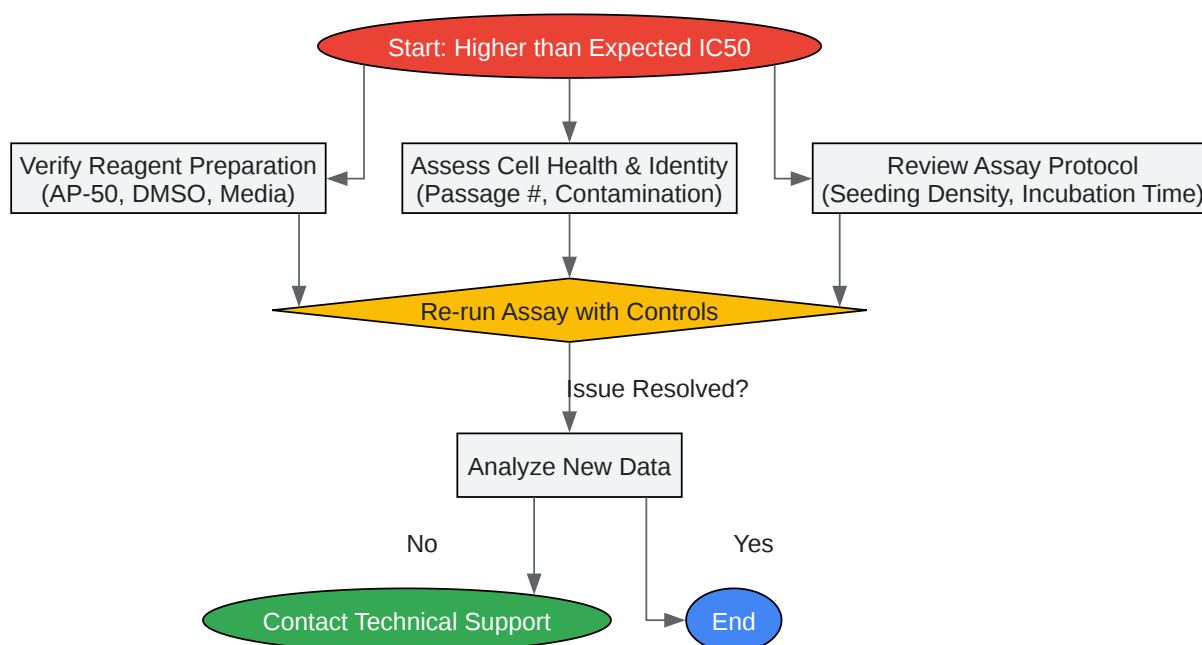 Start: Higher than Expected IC50
Verify Reagent Preparation
(AP-50, DMSO, Media)
Assess Cell Health & Identity
(Passage #, Contamination)
Review Assay Protocol
(Seeding Density, Incubation Time)
Re-run Assay with Controls
Issue Resolved?
Analyze New Data
No
Yes
Contact Technical Support
End